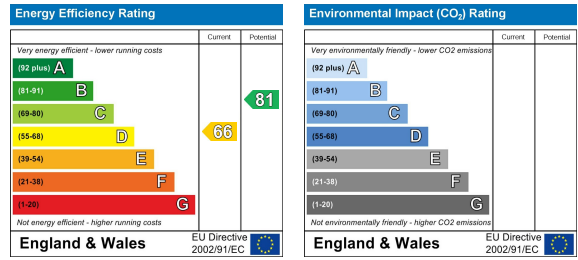 Energy Efficiency Rating
Current Potential
Very energy efficient - lower running costs
(92 plus) A
(81-91) B
(69-80) C
(55-68) D
(39-54) E
(21-38) F
(1-20) G
66
81
Not energy efficient - higher running costs
England & Wales
EU Directive
2002/91/EC
Environmental Impact (CO₂) Rating
Current Potential
Very environmentally friendly - lower CO2 emissions
(92 plus) A
(81-91) B
(69-80) C
(55-68) D
(39-54) E
(21-38) F
(1-20) G
Not environmentally friendly - higher CO2 emissions
England & Wales
EU Directive
2002/91/EC